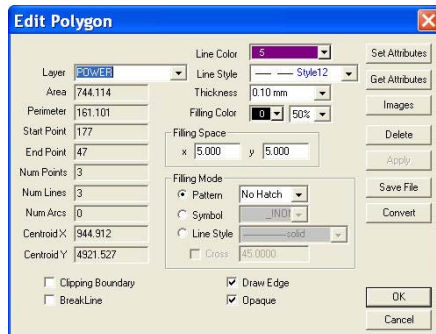 Edit Polygon
Line Color 5
Set Attributes
Layer POWER
Line Style Style12
Get Attributes
Area 744.114
Thickness 0.10 mm
Images
Perimeter 161.101
Filling Color 0 50%
Start Point 177
Filling Space
Delete
End Point 47
x 5.000 y 5.000
Apply
Num Points 3
Num Lines 3
Filling Mode
Save File
Pattern No Hatch
Num Arcs 0
Symbol
Convert
Centroid X 944.912
Line Style solid
Centroid Y 4921.527
Cross 45.0000
Clipping Boundary
Draw Edge
BreakLine
Opaque
OK
Cancel